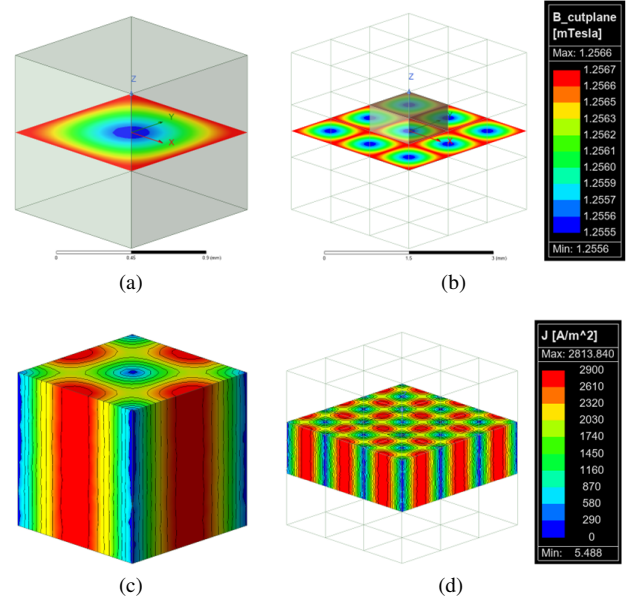 B_cutplane
[mTesla]
Max: 1.2566
1.2567
1.2566
1.2565
1.2564
1.2563
1.2562
1.2561
1.2560
1.2559
1.2557
1.2556
1.2555
Min: 1.2556
Z
Y
X
0
0.45
0.9 (mm)
Z
0
1.5
3 (mm)
(a)
(b)
J [A/m^2]
Max: 2813.840
2900
2610
2320
2030
1740
1450
1160
870
580
290
0
Min: 5.488
(c)
(d)